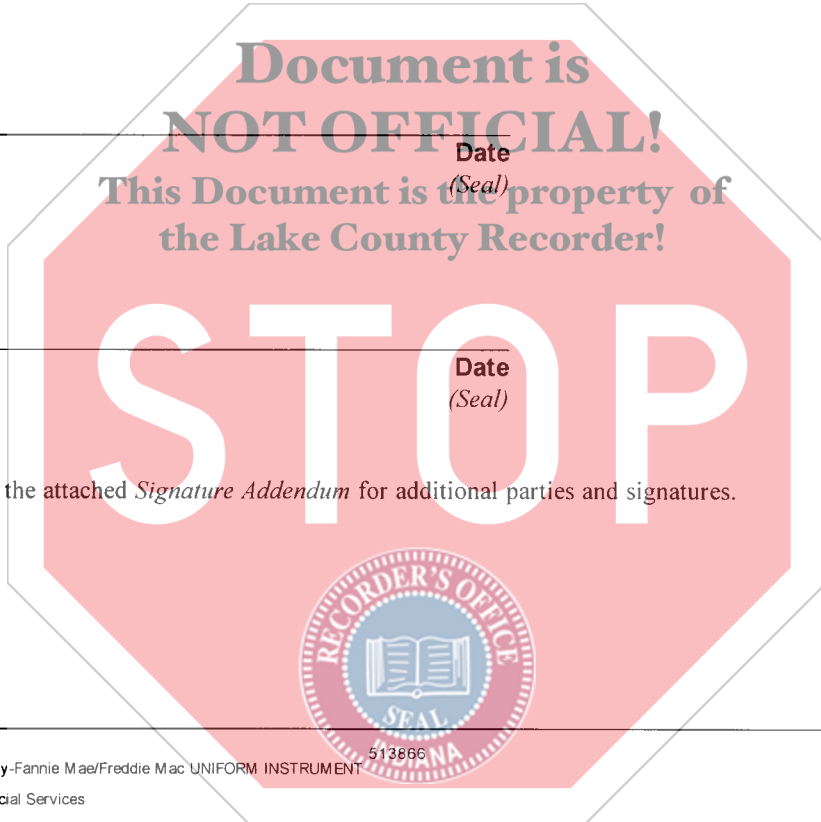 Document is
NOT OFFICIAL!
Date
This Document is the property of
(Seal)
the Lake County Recorder!
STOP
Date
(Seal)
the attached Signature Addendum for additional parties and signatures.
RECORDER'S OFFICE
SEAL
INDIANA
513866
y-Fannie Mae/Freddie Mac UNIFORM INSTRUMENT
cial Services